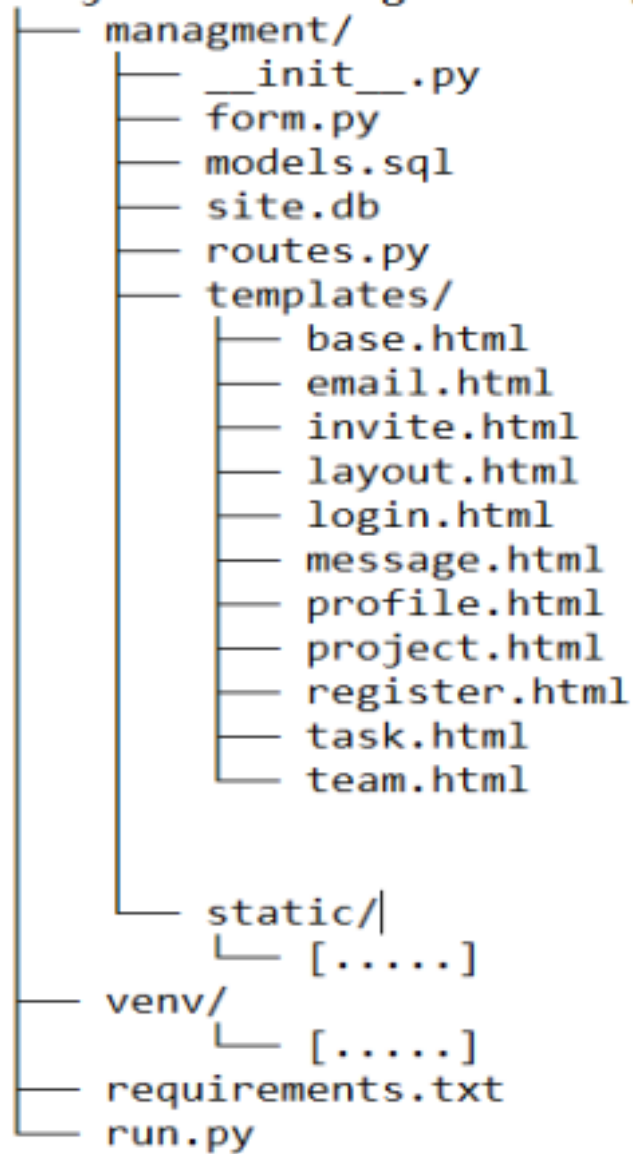 managment/
__init__.py
form.py
models.sql
site.db
routes.py
templates/
base.html
email.html
invite.html
layout.html
login.html
message.html
profile.html
project.html
register.html
task.html
team.html
static/
[.....]
venv/
[.....]
requirements.txt
run.py